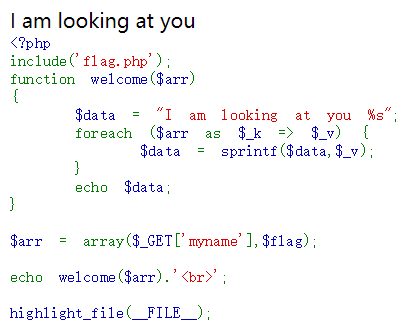 I am looking at you
<?php
include('flag.php');
function welcome($arr)
{
$data = "I am looking at you %s";
foreach ($arr as $_k => $_v) {
$data = sprintf($data,$_v);
}
echo $data;
}
$arr = array($_GET['myname'],$flag);
echo welcome($arr).'<br>';
highlight_file(__FILE__);